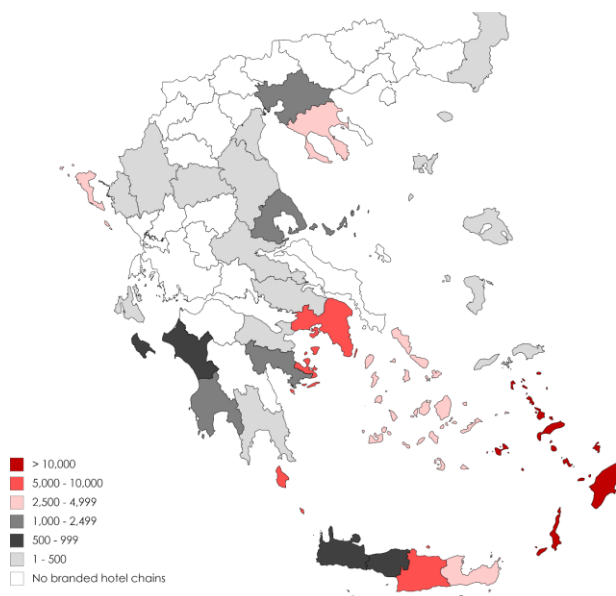 > 10,000
5,000 - 10,000
2,500 - 4,999
1,000 - 2,499
500 - 999
1 - 500
No branded hotel chains